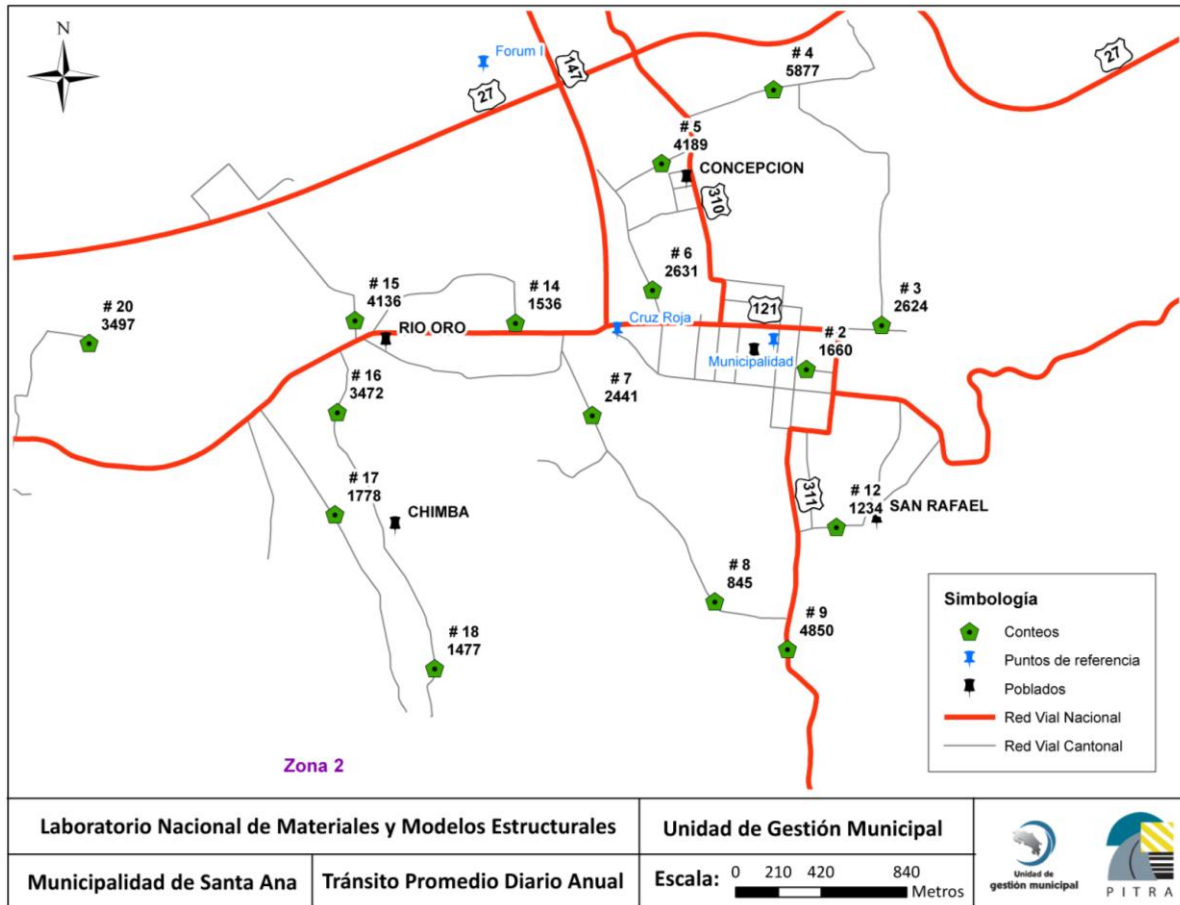 N
Forum I
147
27
# 4
5877
27
# 5
4189
CONCEPCION
310
# 6
2631
# 20
3497
# 15
4136
# 14
1536
121
# 3
2624
RIO ORO
Cruz Roja
# 2
1660
Municipalidad
# 16
3472
# 7
2441
# 17
1778
CHIMBA
311
# 12
1234
SAN RAFAEL
# 8
845
# 9
4850
# 18
1477
Zona 2
Simbología
Conteos
Puntos de referencia
Poblados
Red Vial Nacional
Red Vial Cantonal
Laboratorio Nacional de Materiales y Modelos Estructurales
Unidad de Gestión Municipal
Municipalidad de Santa Ana
Tránsito Promedio Diario Anual
Escala:
0 210 420 840
Metros
Unidad de
gestión municipal
PITRA